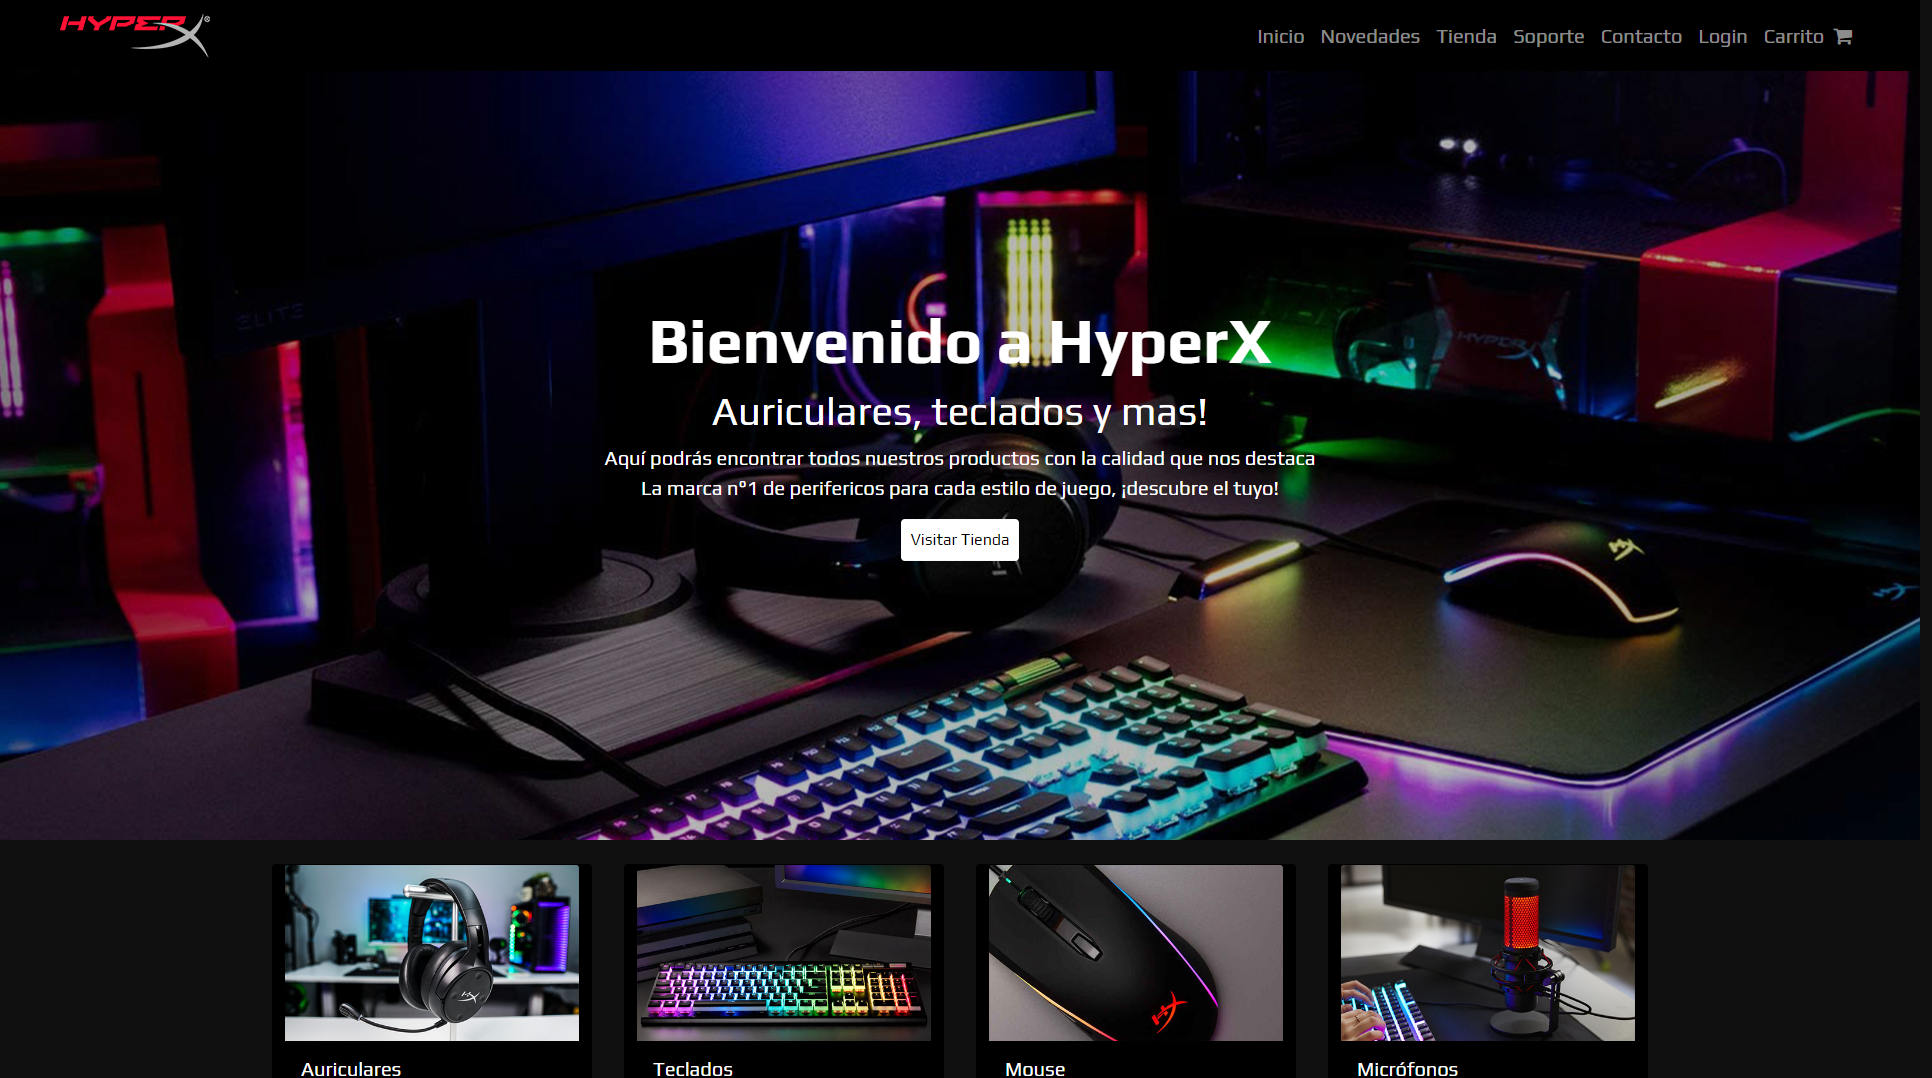 HYPERX®
Inicio Novedades Tienda Soporte Contacto Login Carrito
ELITE
HYPERX
Bienvenido a HyperX
Auriculares, teclados y mas!
Aquí podrás encontrar todos nuestros productos con la calidad que nos destaca
La marca n°1 de perifericos para cada estilo de juego, ¡descubre el tuyo!
Visitar Tienda
Auriculares
Teclados
Mouse
Micrófonos